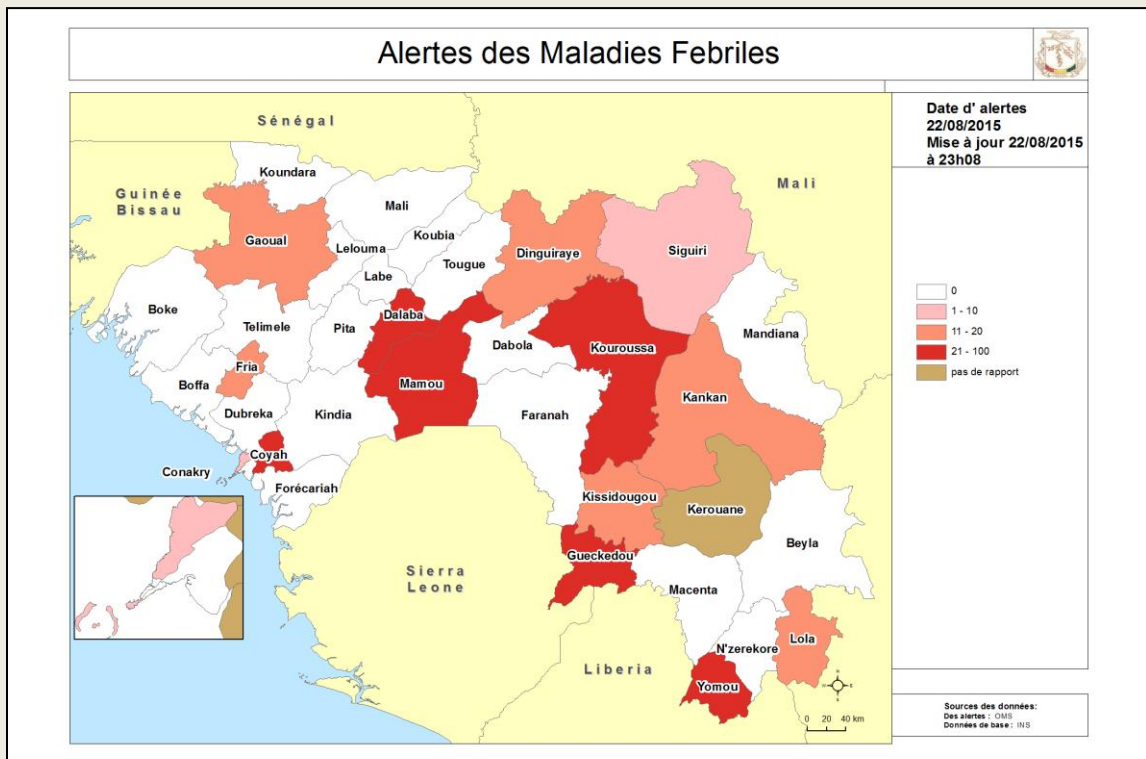 Alertes des Maladies Febriles
Date d' alertes
22/08/2015
Mise à jour 22/08/2015
à 23h08
Sénégal
Guinée
Bissau
Mali
Koundara
Mali
Gaoual
Koubia
Lelouma
Dinguiraye
Siguiri
Labe
Tougue
Boke
Dalaba
Telimele
Pita
Dabola
Mandiana
Kouroussa
Fria
Mamou
Boffa
Kankan
Dubreka
Kindia
Faranah
Coyah
Conakry
Forécariah
Kissidougou
Kerouane
Beyla
Gueckedou
Sierra
Leone
Macenta
Lola
N'zerekore
Liberia
Yomou
0
1 - 10
11 - 20
21 - 100
pas de rapport
0 20 40 km
Sources des données:
Des alertes : OMS
Données de base : INS